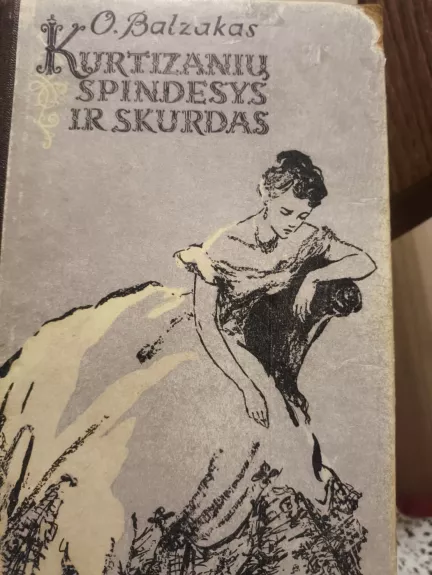 O. Balzakas
KURTIZANIŲ
SPINDESYS
IR SKURDAS